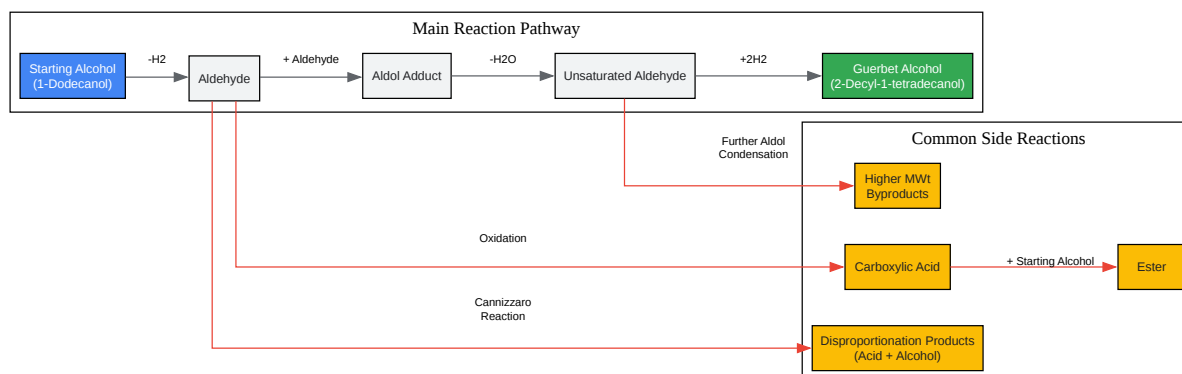 Main Reaction Pathway
Starting Alcohol
(1-Dodecanol)
-H2
Aldehyde
+ Aldehyde
Aldol Adduct
-H2O
Unsaturated Aldehyde
+2H2
Guerbet Alcohol
(2-Decyl-1-tetradecanol)
Further Aldol
Condensation
Common Side Reactions
Higher MWt
Byproducts
Oxidation
Carboxylic Acid
+ Starting Alcohol
Ester
Cannizzaro
Reaction
Disproportionation Products
(Acid + Alcohol)